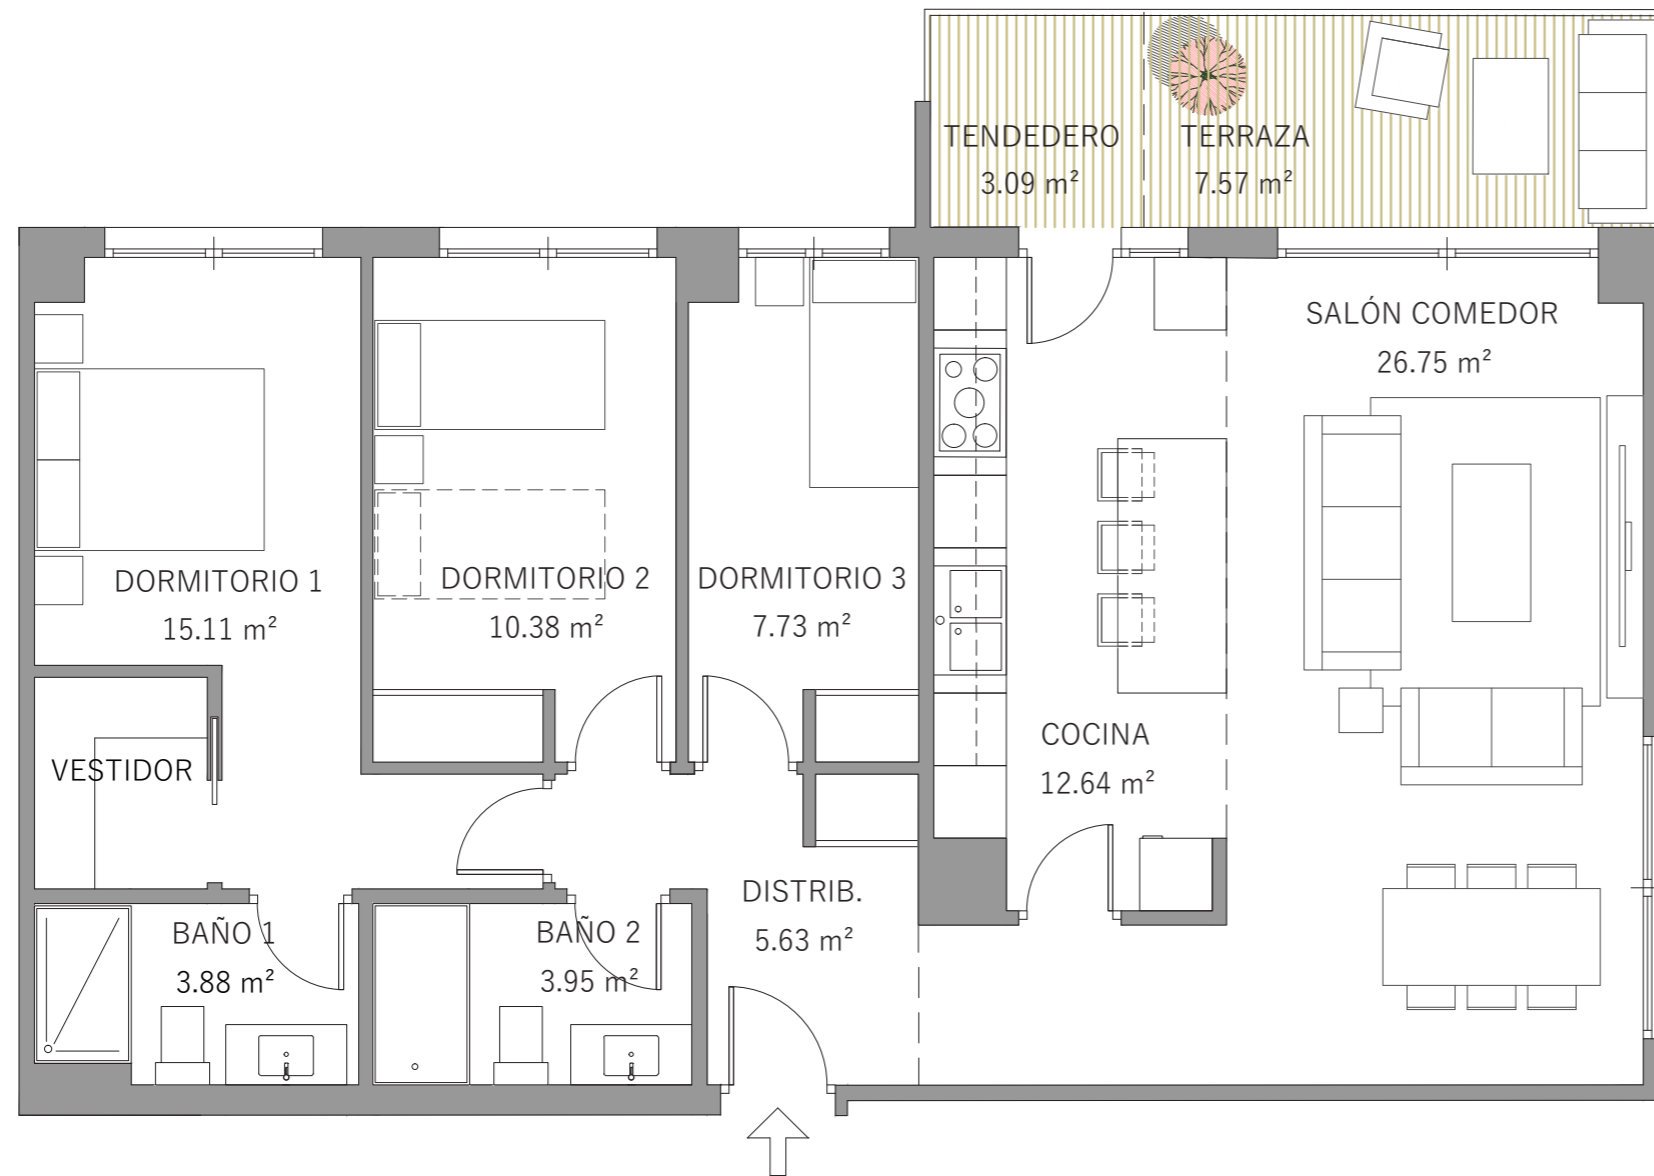 TENDEDERO
3.09 m²
TERRAZA
7.57 m²
SALÓN COMEDOR
26.75 m²
DORMITORIO 1
15.11 m²
DORMITORIO 2
10.38 m²
DORMITORIO 3
7.73 m²
VESTIDOR
COCINA
12.64 m²
DISTRIB.
5.63 m²
BAÑO 1
3.88 m²
BAÑO 2
3.95 m²